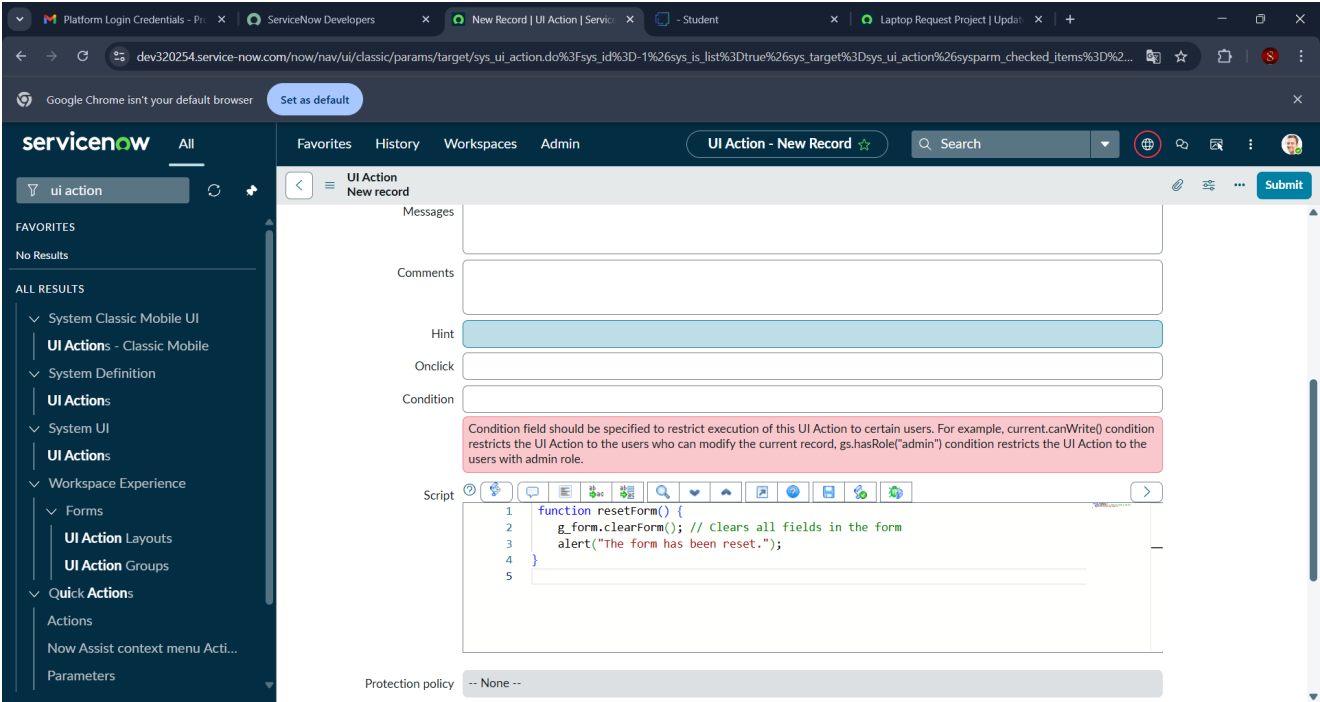 Platform Login Credentials - Pr
ServiceNow Developers
New Record | UI Action | Service
- Student
Laptop Request Project | Updat
dev320254.service-now.com/now/nav/ui/classic/params/target/sys_ui_action.do%3Fsys_id%3D-1%26sys_is_list%3Dtrue%26sys_target%3Dsys_ui_action%26sysparm_checked_items%3D%2...
S
Google Chrome isn't your default browser
Set as default
servicenow
All
Favorites
History
Workspaces
Admin
UI Action - New Record
Search
ui action
UI Action
New record
Submit
FAVORITES
No Results
ALL RESULTS
System Classic Mobile UI
UI Actions - Classic Mobile
System Definition
UI Actions
System UI
UI Actions
Workspace Experience
Forms
UI Action Layouts
UI Action Groups
Quick Actions
Actions
Now Assist context menu Acti...
Parameters
Messages
Comments
Hint
Onclick
Condition
Condition field should be specified to restrict execution of this UI Action to certain users. For example, current.canWrite() condition
restricts the UI Action to the users who can modify the current record, gs.hasRole("admin") condition restricts the UI Action to the
users with admin role.
Script
1 function resetForm() {
2 g_form.clearForm(); // Clears all fields in the form
3 alert("The form has been reset.");
4 }
5
Protection policy
-- None --